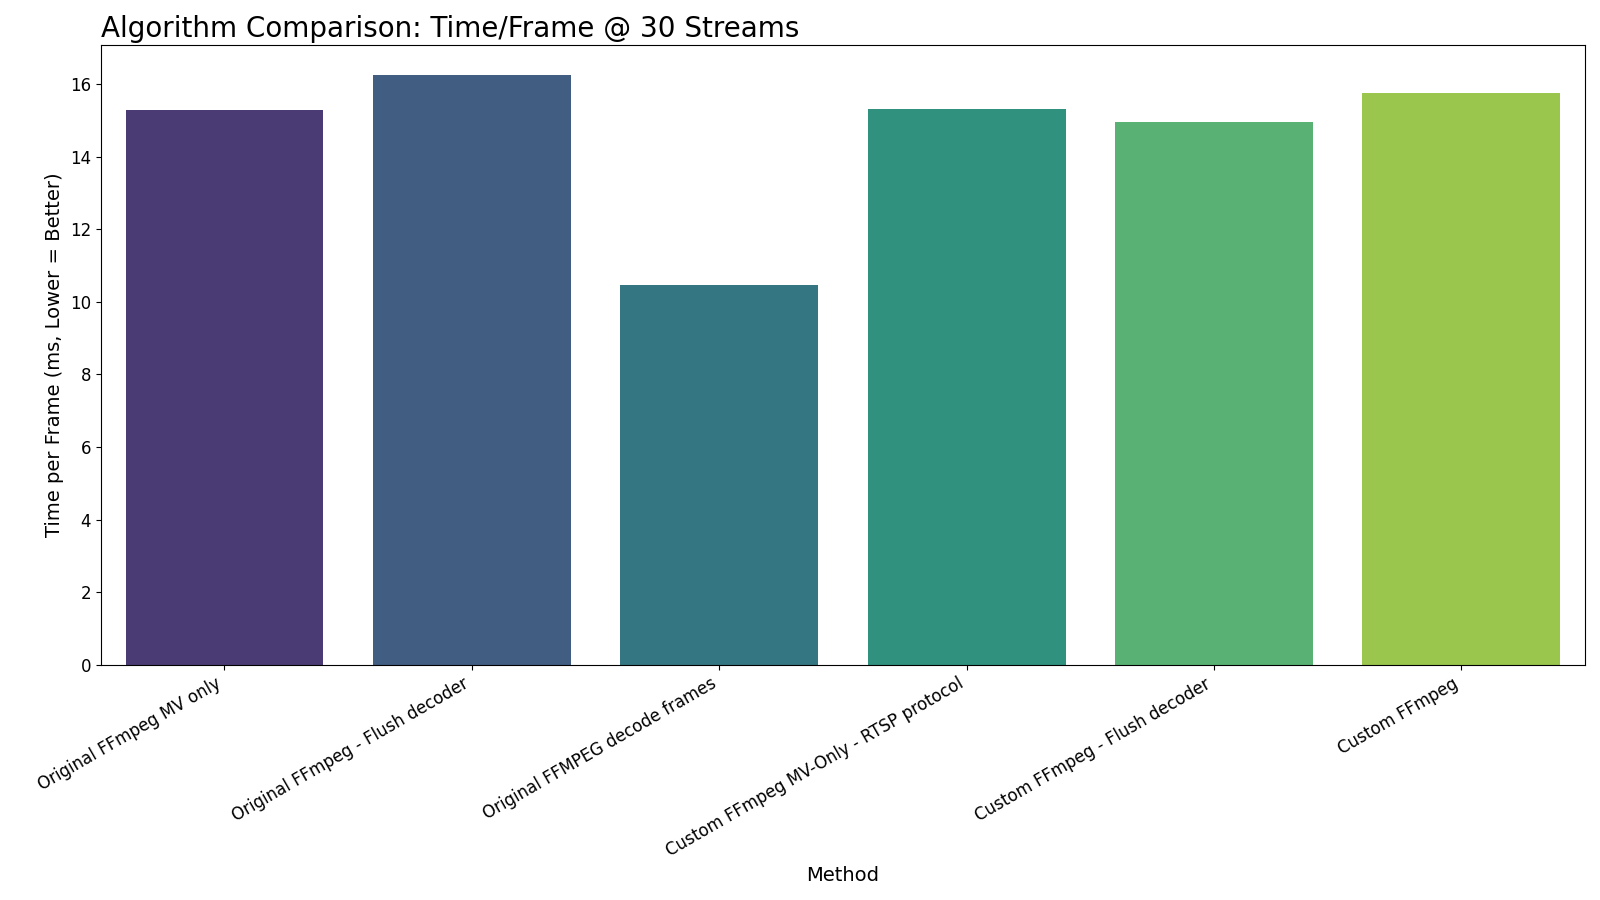 Algorithm Comparison: Time/Frame @ 30 Streams
Time per Frame (ms, Lower = Better)
16
14
12
10
8
6
4
2
0
Original FFmpeg MV only
Original FFmpeg - Flush decoder
Original FFMPEG decode frames
Custom FFmpeg MV-Only - RTSP protocol
Custom FFmpeg - Flush decoder
Custom FFmpeg
Method